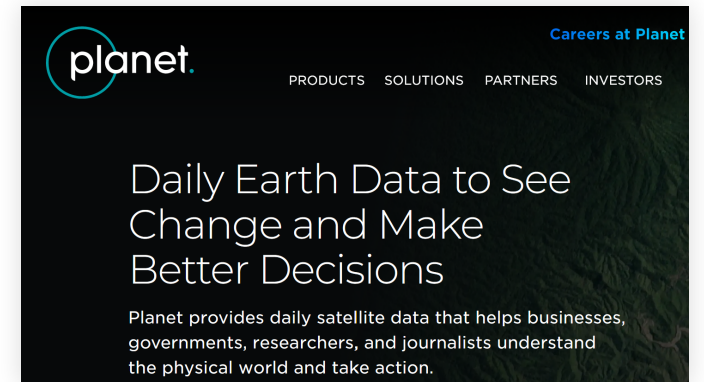 Careers at Planet
planet.
PRODUCTS SOLUTIONS PARTNERS INVESTORS
Daily Earth Data to See
Change and Make
Better Decisions
Planet provides daily satellite data that helps businesses,
governments, researchers, and journalists understand
the physical world and take action.